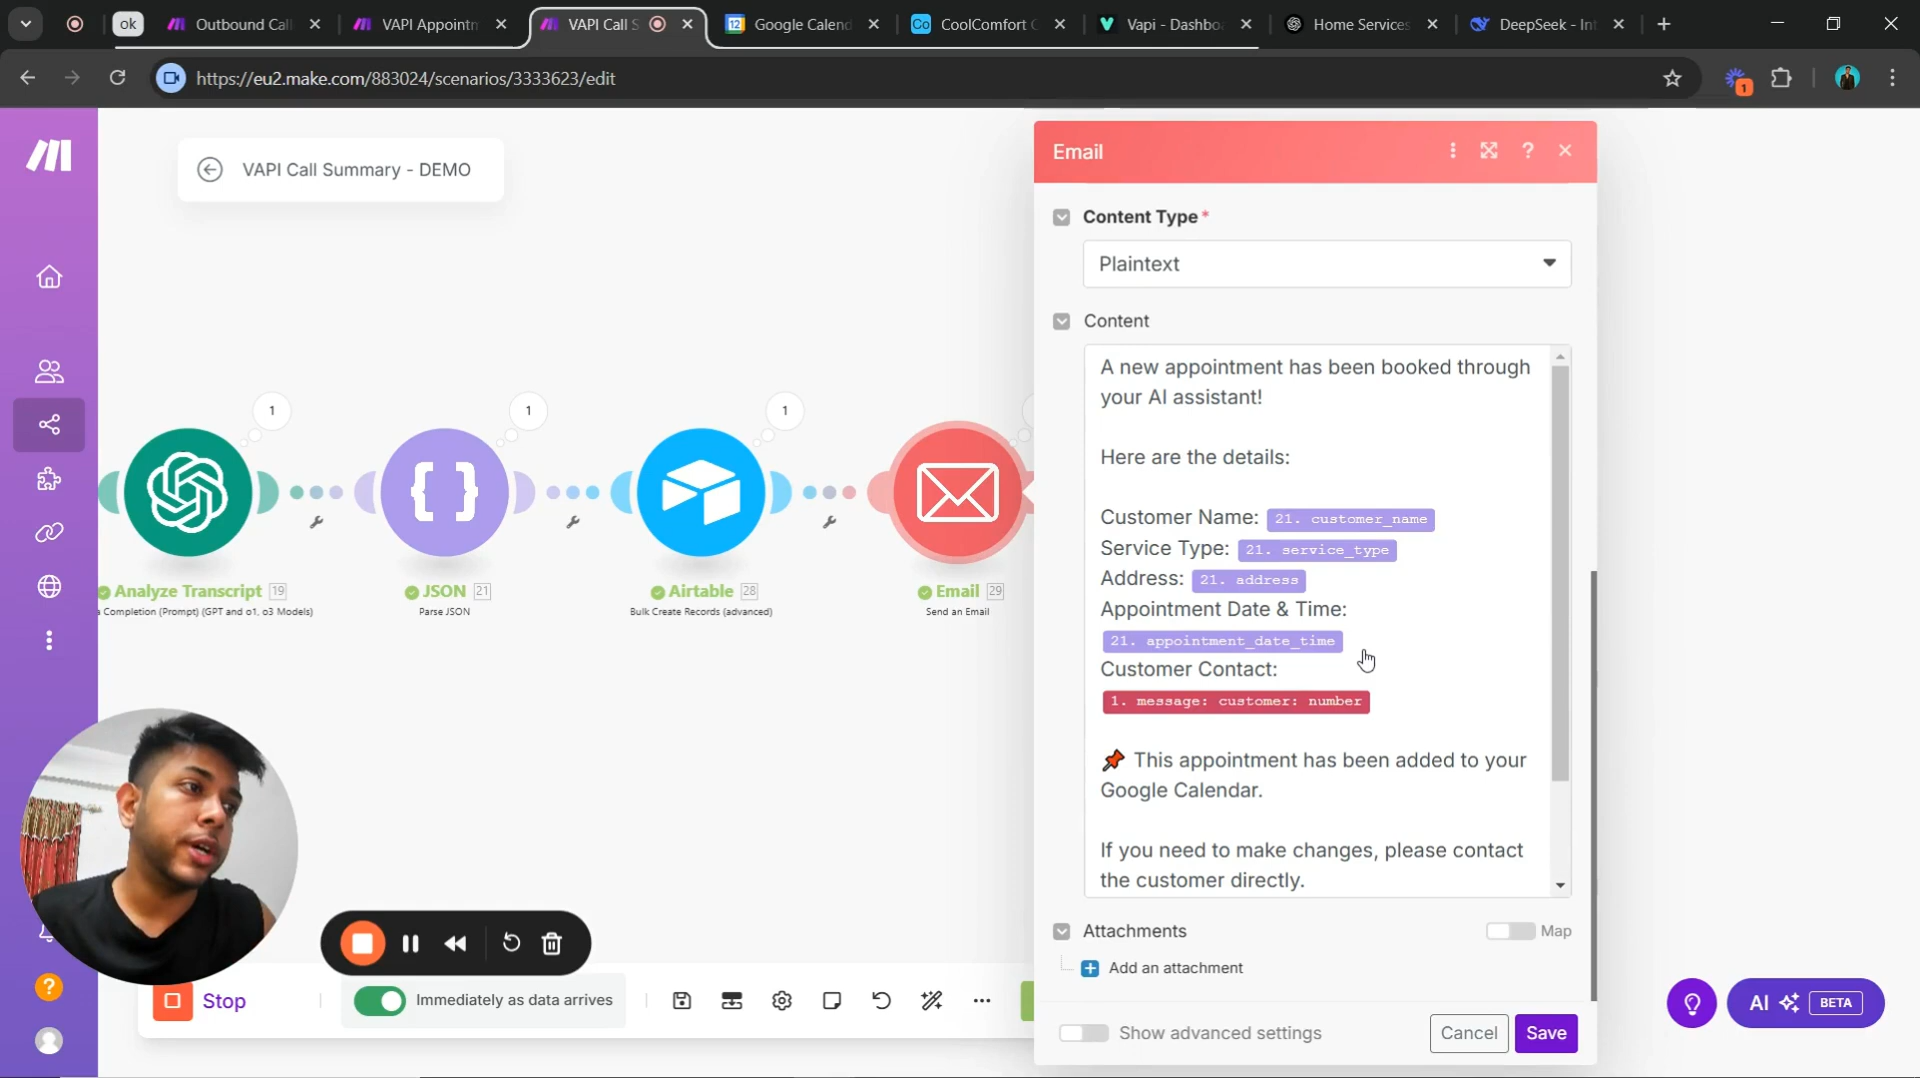 ok
Outbound Call
VAPI Appointm
VAPI Call S
12
Google Calend
Co
CoolComfort C
Vapi - Dashbo
Home Services
DeepSeek - Int
https://eu2.make.com/883024/scenarios/3333623/edit
1
VAPI Call Summary - DEMO
Email
?
Content Type*
Plaintext
Content
A new appointment has been booked through
your AI assistant!
Here are the details:
Customer Name: 21. customer_name
Service Type: 21. service_type
Address: 21. address
Appointment Date & Time:
21. appointment_date_time
Customer Contact:
1. message: customer: number
📌 This appointment has been added to your
Google Calendar.
If you need to make changes, please contact
the customer directly.
Attachments
Map
Add an attachment
Show advanced settings
Cancel
Save
1
1
1
{ }
Analyze Transcript 19
Completion (Prompt) (GPT and o1, o3 Models)
JSON 21
Parse JSON
Airtable 28
Bulk Create Records (advanced)
Email 29
Send an Email
?
Stop
Immediately as data arrives
AI BETA